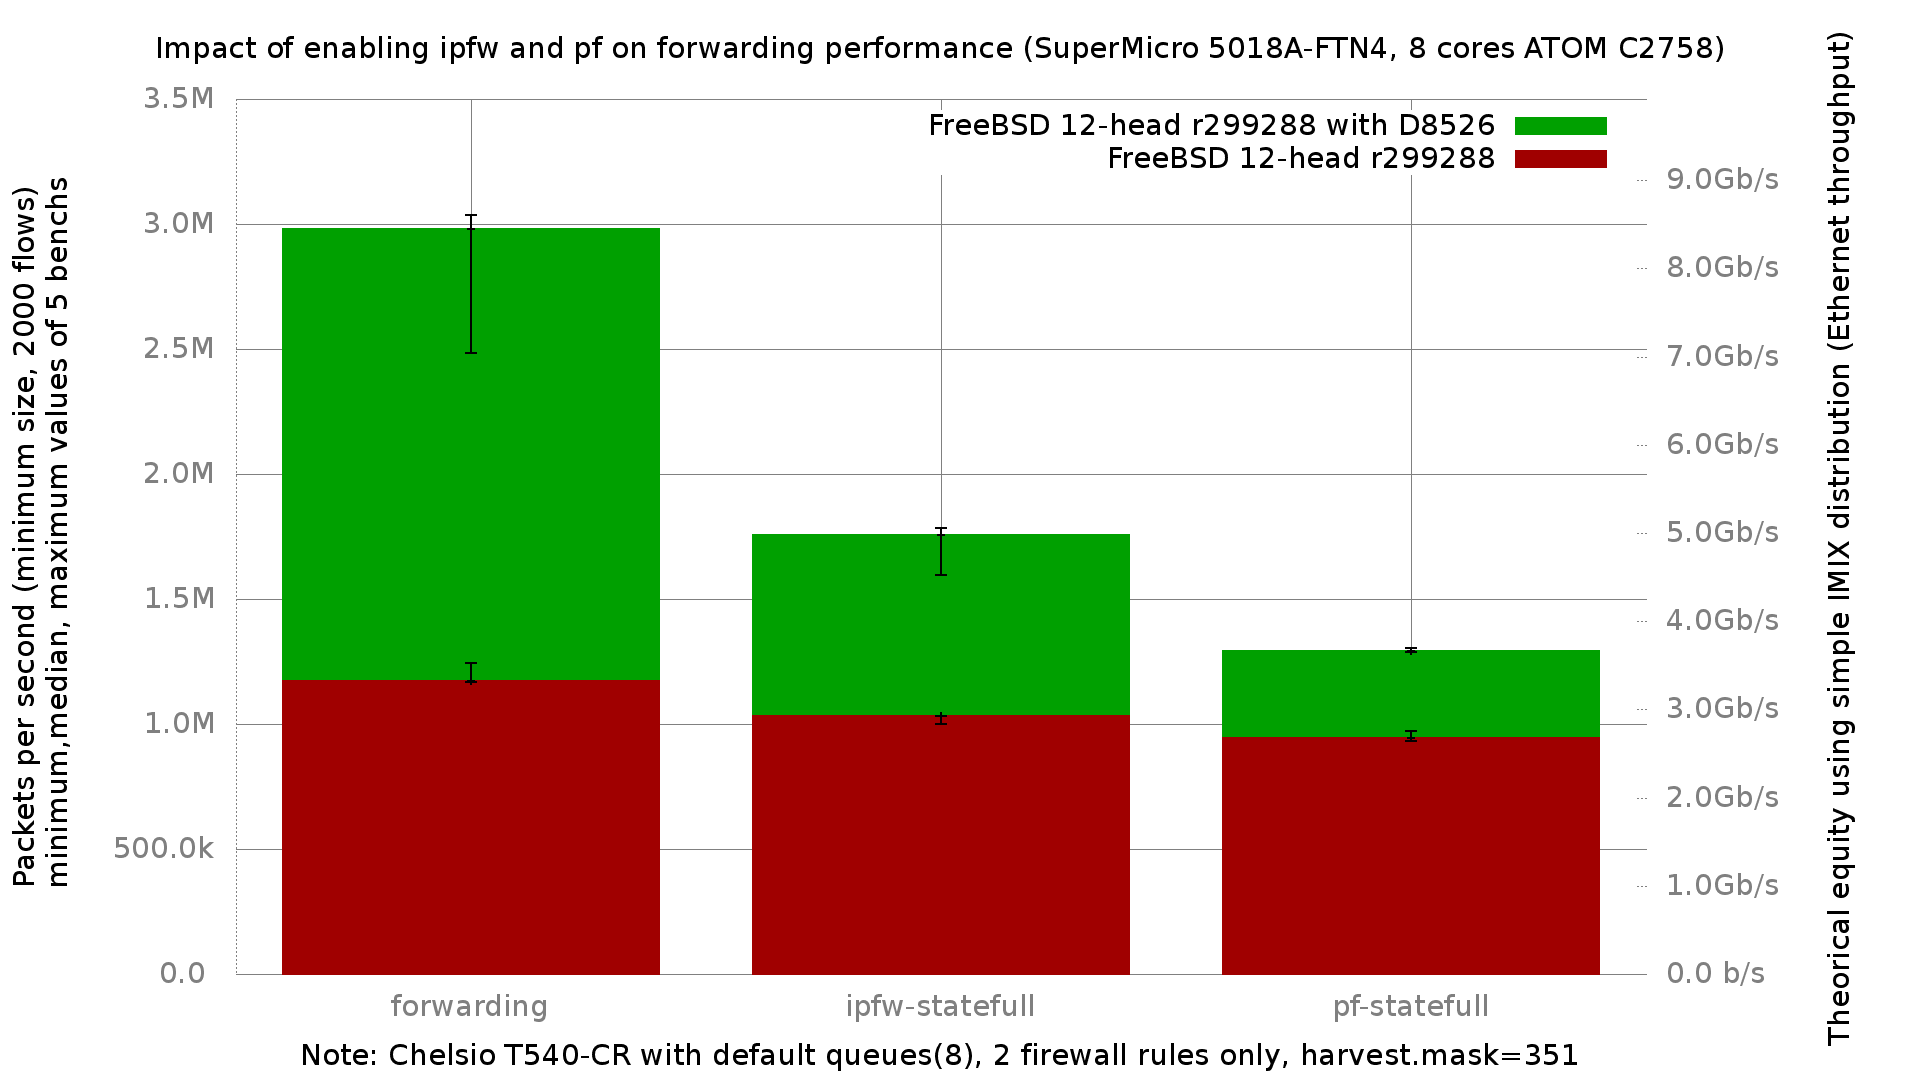 Impact of enabling ipfw and pf on forwarding performance (SuperMicro 5018A-FTN4, 8 cores ATOM C2758)
Packets per second (minimum size, 2000 flows)
minimum,median, maximum values of 5 benchs
3.5M
3.0M
2.5M
2.0M
1.5M
1.0M
500.0k
0.0
FreeBSD 12-head r299288 with D8526
FreeBSD 12-head r299288
9.0Gb/s
8.0Gb/s
7.0Gb/s
6.0Gb/s
5.0Gb/s
4.0Gb/s
3.0Gb/s
2.0Gb/s
1.0Gb/s
0.0 b/s
Theorical equity using simple IMIX distribution (Ethernet throughput)
forwarding
ipfw-statefull
pf-statefull
Note: Chelsio T540-CR with default queues(8), 2 firewall rules only, harvest.mask=351